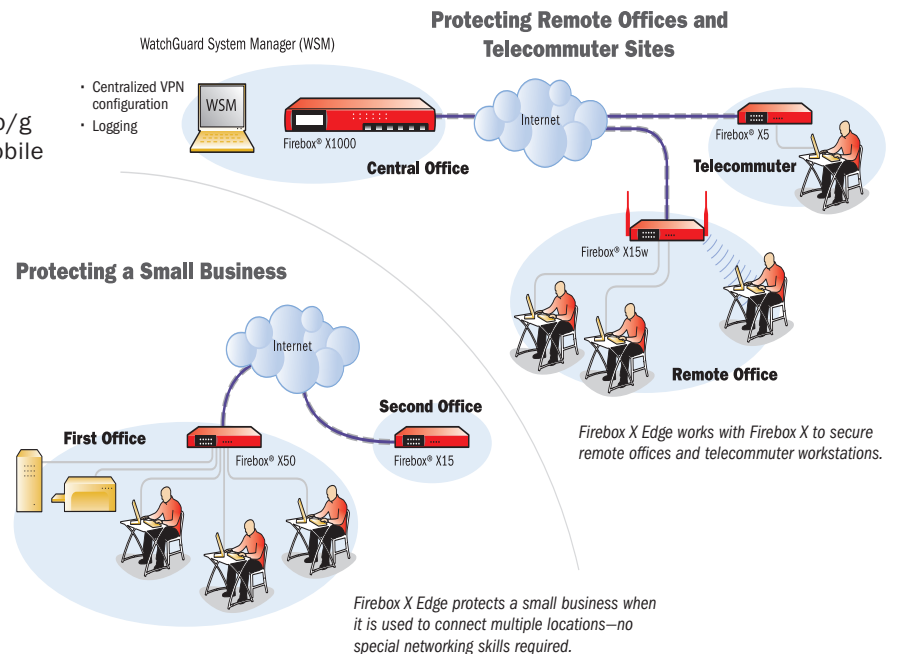 Protecting Remote Offices and
Telecommuter Sites
WatchGuard System Manager (WSM)
· Centralized VPN
configuration
· Logging
WSM
Firebox® X1000
Central Office
Internet
Firebox® X5
Telecommuter
Firebox® X15w
Remote Office
Firebox X Edge works with Firebox X to secure
remote offices and telecommuter workstations.
o/g
obile
Protecting a Small Business
Internet
First Office
Firebox® X50
Second Office
Firebox® X15
Firebox X Edge protects a small business when
it is used to connect multiple locations—no
special networking skills required.